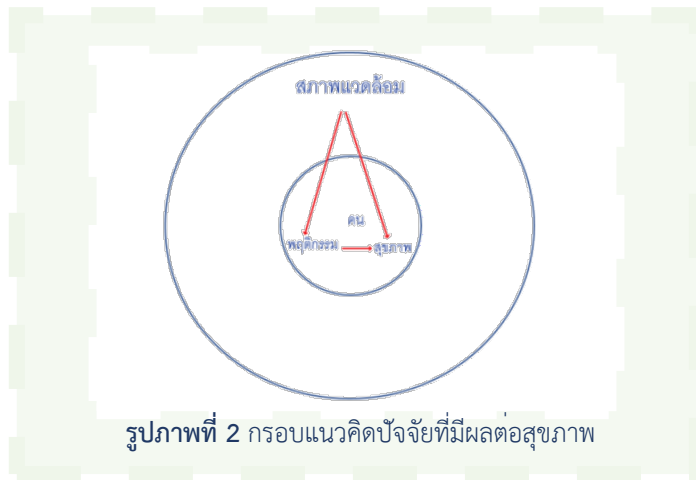 สภาพแวดล้อม
คน
พฤติกรรม
สุขภาพ
รูปภาพที่ 2 กรอบแนวคิดปัจจัยที่มีผลต่อสุขภาพ